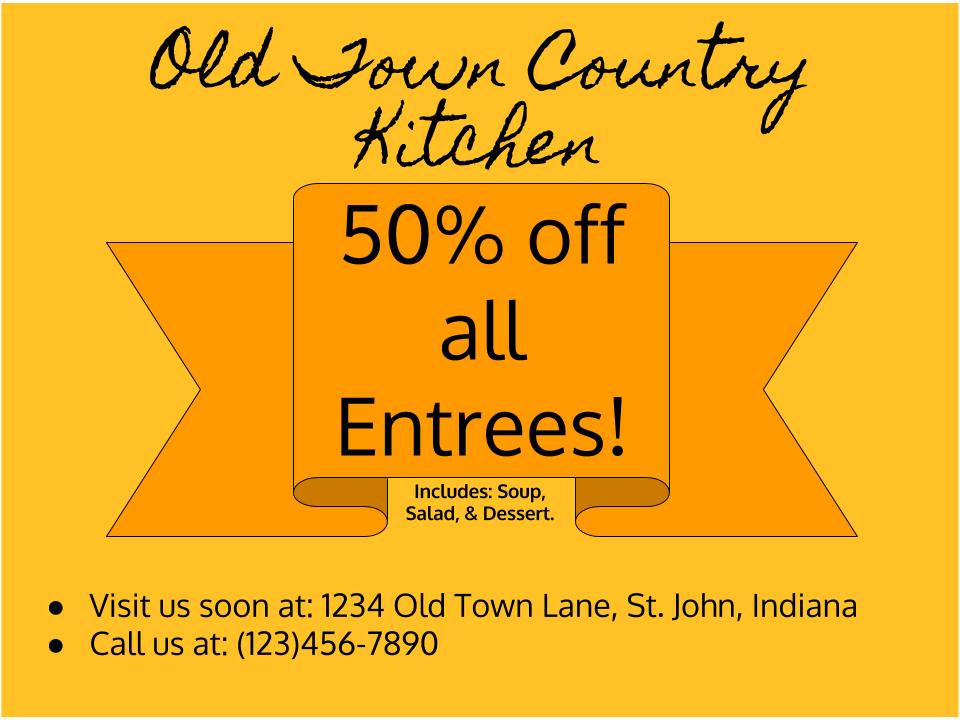 Old Town Country
Kitchen
50% off
all
Entrees!
Includes: Soup,
Salad, & Dessert.
● Visit us soon at: 1234 Old Town Lane, St. John, Indiana
● Call us at: (123)456-7890